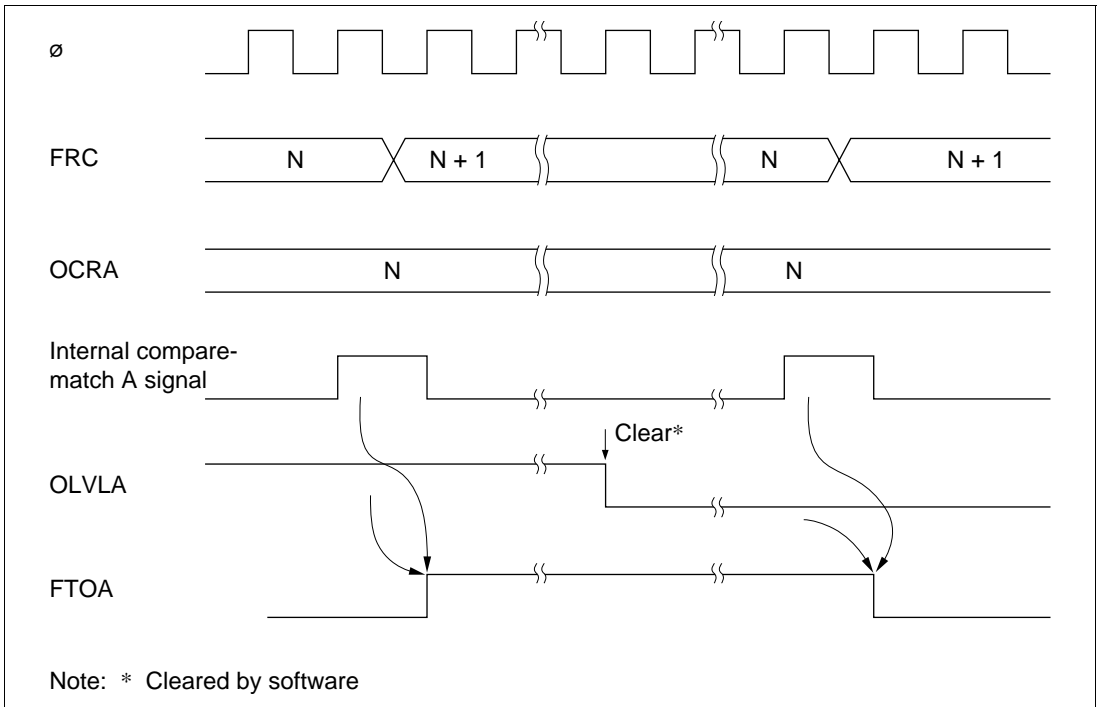 ø
FRC
N
N + 1
N
N + 1
OCRA
N
N
Internal compare-
match A signal
Clear*
OLVLA
FTOA
Note: * Cleared by software